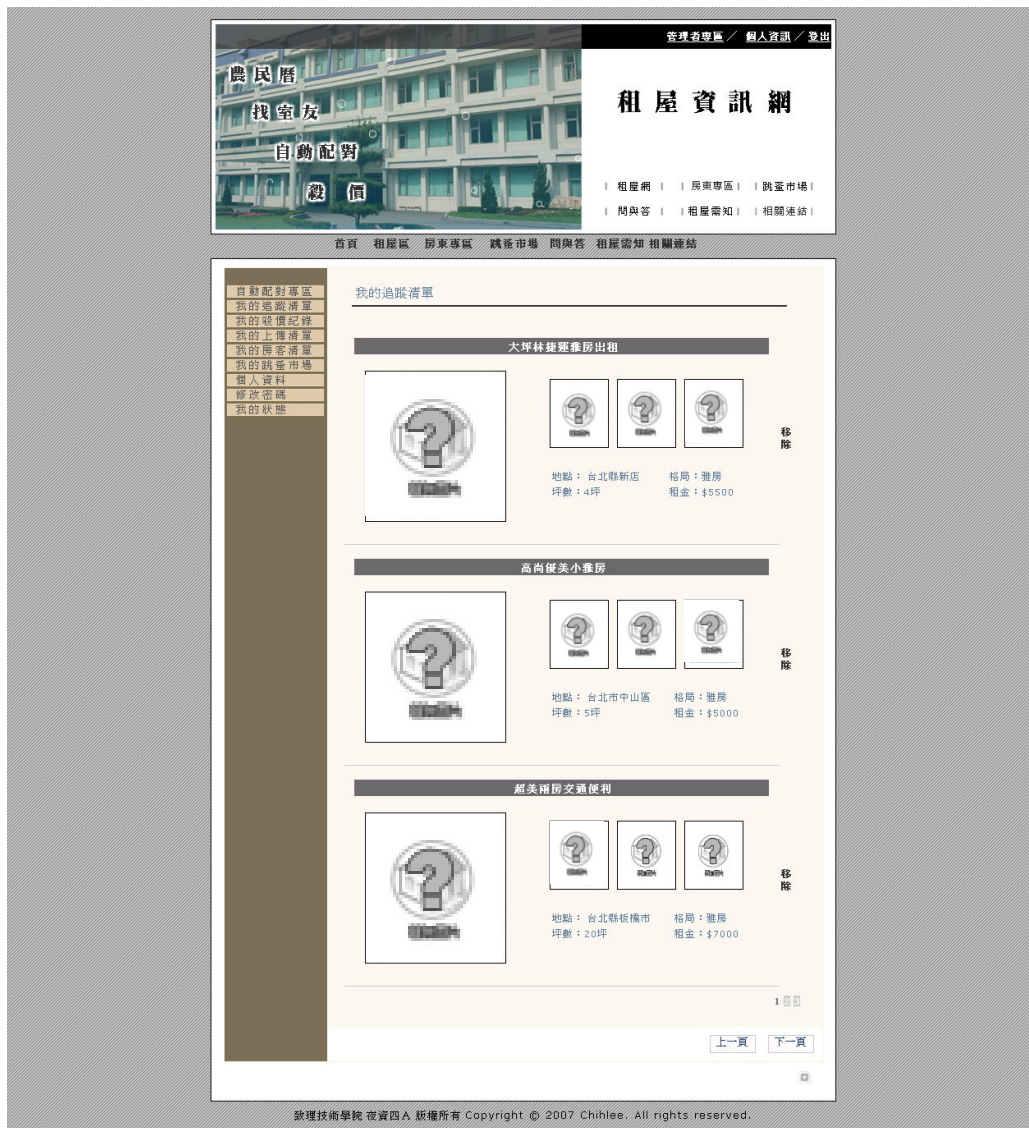 管理者專區／ 個人資訊／登出
農民曆
找室友
自動配對
殺價
租屋資訊網
| 租屋網 | | 房東專區 | | 跳蚤市場 |
| 問與答 | | 租屋需知 | | 相關連結 |
首頁 租屋區 房東專區 跳蚤市場 問與答 租屋需知 相關連結
自動配對專區
我的追蹤清單
我的殺價紀錄
我的上傳清單
我的房客清單
我的跳蚤市場
個人資料
修改密碼
我的狀態
我的追蹤清單
大坪林捷運雅房出租
移除
地點： 台北縣新店 格局：雅房
坪數：4坪 租金：$5500
高尚優美小雅房
移除
地點： 台北市中山區 格局：雅房
坪數：5坪 租金：$5000
超美兩房交通便利
移除
地點： 台北縣板橋市 格局：雅房
坪數：20坪 租金：$7000
1 2 3
上一頁 下一頁
致理技術學院 夜資四A 版權所有 Copyright © 2007 Chihlee. All rights reserved.